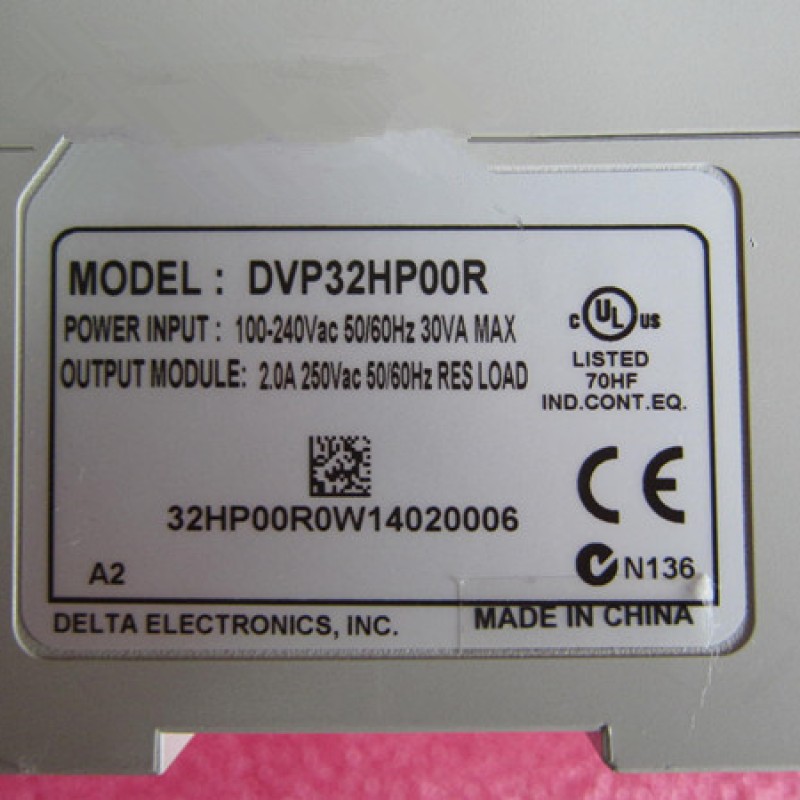 MODEL : DVP32HP00R
POWER INPUT : 100-240Vac 50/60Hz 30VA MAX
OUTPUT MODULE: 2.0A 250Vac 50/60Hz RES LOAD
c UL US
LISTED
70HF
IND.CONT.EQ.
32HP00R0W14020006
CE
A2
N136
DELTA ELECTRONICS, INC.
MADE IN CHINA